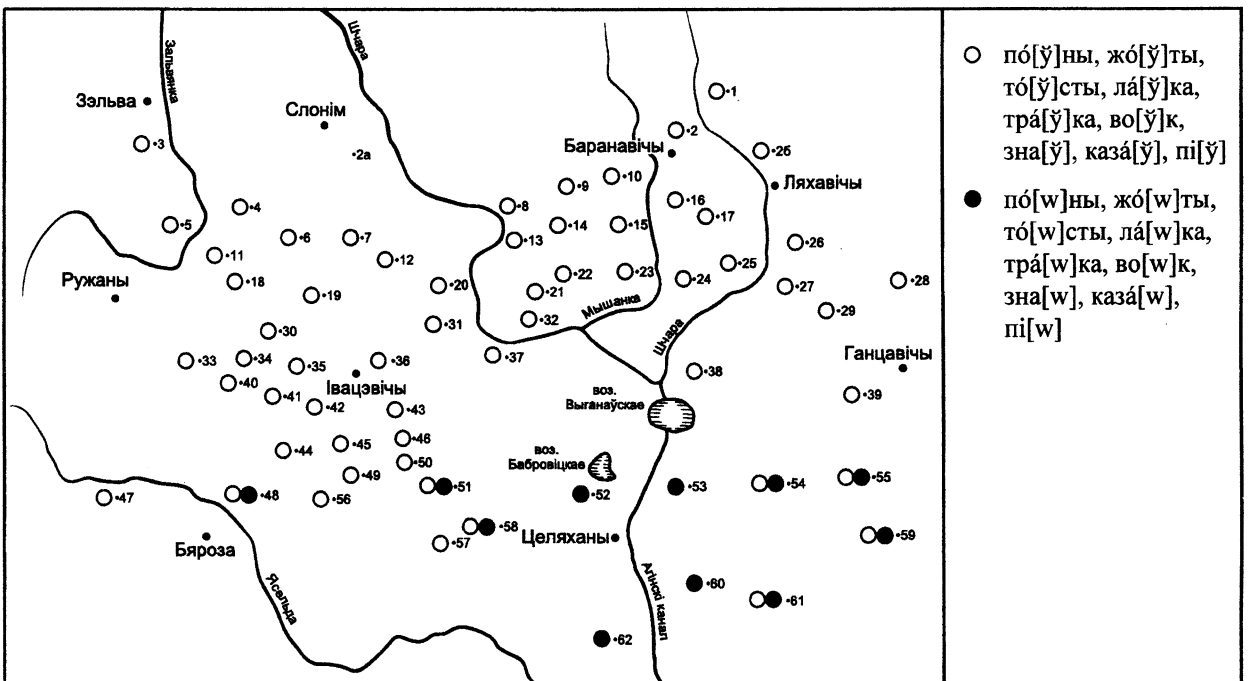 Зальвянка
Шчара
Зэльва
Слонім
•1
•2
Баранавічы
•2а
•2б
Ляхавічы
•3
•4
•5
•6
•7
•8
•9
•10
•11
•12
•13
•14
•15
•16
•17
•18
•19
•20
•21
•22
•23
•24
•25
•26
•27
•28
•29
Ружаны
Мышанка
Шчара
•30
•31
•32
•33
•34
•35
•36
•37
•38
•39
Івацэвічы
Ганцавічы
воз.
Выганаўскае
•40
•41
•42
•43
•44
•45
•46
воз.
Бабровіцкае
•47
•48
•49
•50
•51
•52
•53
•54
•55
•56
•57
•58
•59
Бяроза
Целяханы
Ясельда
Агінскі канал
•60
•61
•62
по́[ў]ны, жо́[ў]ты,
то́[ў]сты, ла́[ў]ка,
тра́[ў]ка, во[ў]к,
зна[ў], каза́[ў], пі[ў]
по́[w]ны, жо́[w]ты,
то́[w]сты, ла́[w]ка,
тра́[w]ка, во[w]к,
зна[w], каза́[w],
пі[w]